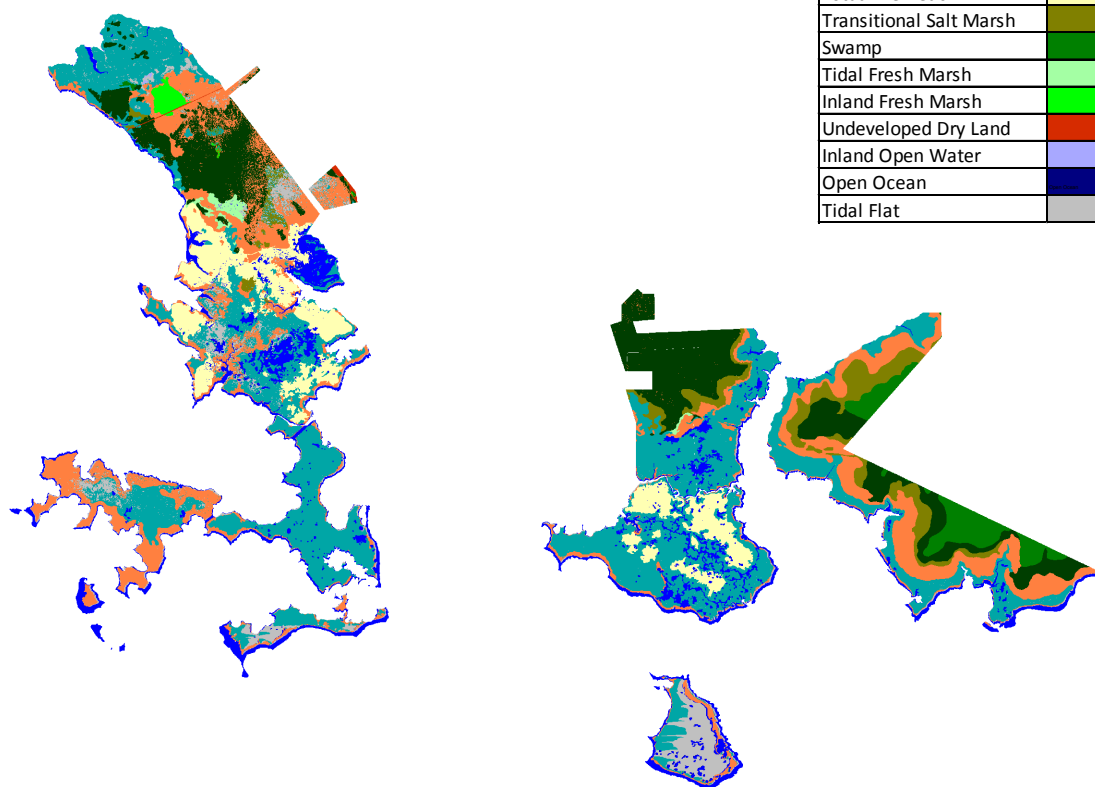 Transitional Salt Marsh
Swamp
Tidal Fresh Marsh
Inland Fresh Marsh
Undeveloped Dry Land
Inland Open Water
Open Ocean
Tidal Flat